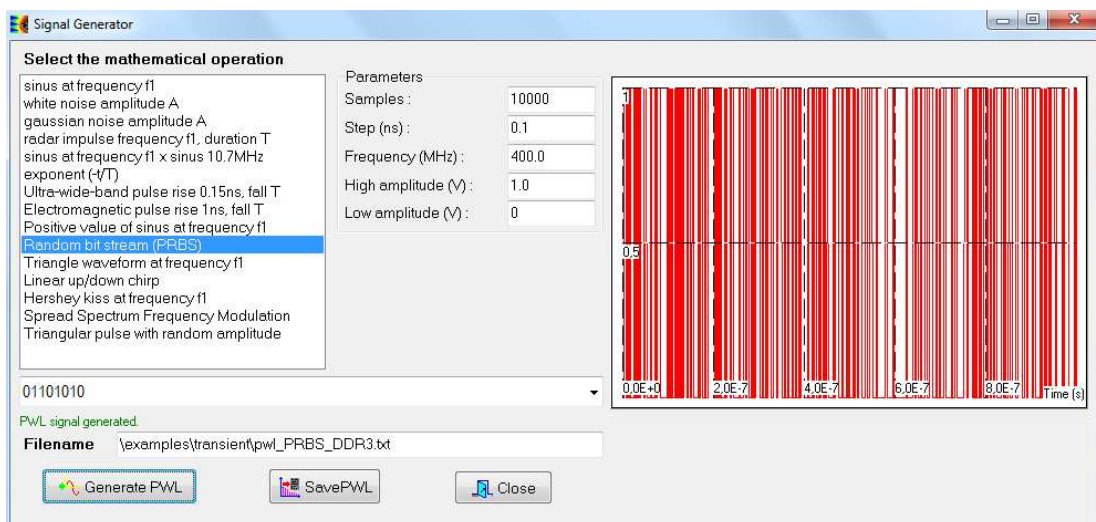 Signal Generator
Select the mathematical operation
sinus at frequency f1
white noise amplitude A
gaussian noise amplitude A
radar impulse frequency f1, duration T
sinus at frequency f1 x sinus 10.7MHz
exponent (-t/T)
Ultra-wide-band pulse rise 0.15ns, fall T
Electromagnetic pulse rise 1ns, fall T
Positive value of sinus at frequency f1
Random bit stream (PRBS)
Triangle waveform at frequency f1
Linear up/down chirp
Hershey kiss at frequency f1
Spread Spectrum Frequency Modulation
Triangular pulse with random amplitude
Parameters
Samples : 10000
Step (ns) : 0.1
Frequency (MHz) : 400.0
High amplitude (V) : 1.0
Low amplitude (V) : 0
1
0,5
0,0E+0 2,0E-7 4,0E-7 6,0E-7 8,0E-7 Time (s)
01101010
PWL signal generated.
Filename \examples\transient\pwl_PRBS_DDR3.txt
Generate PWL SavePWL Close